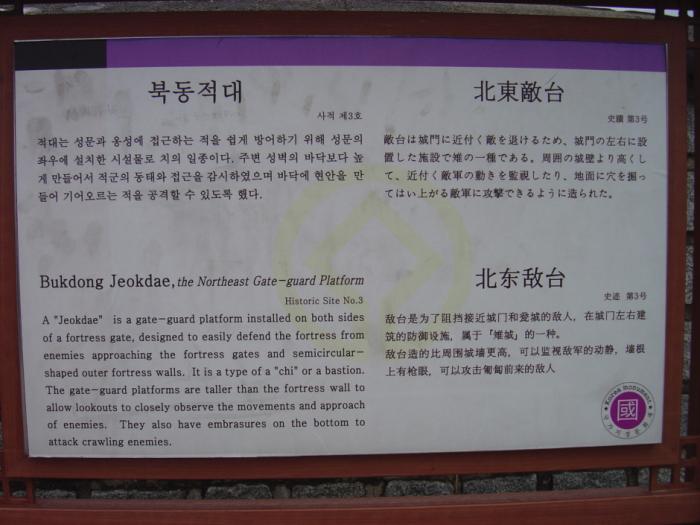 북동적대
사적 제3호
적대는 성문과 옹성에 접근하는 적을 쉽게 방어하기 위해 성문의
좌우에 설치한 시설물로 치의 일종이다. 주변 성벽의 바닥보다 높
게 만들어서 적군의 동태와 접근을 감시하였으며 바닥에 현안을 만
들어 기어오르는 적을 공격할 수 있도록 했다.
北東敵台
史蹟 第3号
敵台は城門に近付く敵を退けるため、城門の左右に設
置した施設で雉の一種である。周囲の城壁より高くし
て、近付く敵軍の動きを監視したり、地面に穴を掘っ
てはい上がる敵軍に攻撃できるように造られた。
Bukdong Jeokdae, the Northeast Gate-guard Platform
Historic Site No.3
A "Jeokdae" is a gate-guard platform installed on both sides
of a fortress gate, designed to easily defend the fortress from
enemies approaching the fortress gates and semicircular-
shaped outer fortress walls. It is a type of a "chi" or a bastion.
The gate-guard platforms are taller than the fortress wall to
allow lookouts to closely observe the movements and approach
of enemies. They also have embrasures on the bottom to
attack crawling enemies.
北东敌台
史迹 第3号
敌台是为了阻挡接近城门和瓮城的敌人，在城门左右建
筑的防御设施，属于「雉城」的一种。
敌台造的比周围城墙更高，可以监视敌军的动静，墙根
上有枪眼，可以攻击匍匐前来的敌人
Korea monument
國